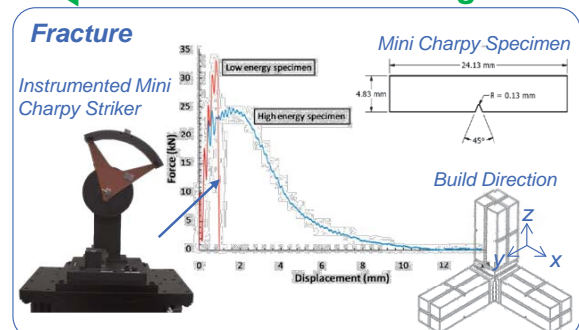 Fracture
Instrumented Mini
Charpy Striker
Force (kN)
35
30
25
20
15
10
5
0
Low energy specimen
High energy specimen
0
2
4
6
8
10
12
Displacement (mm)
Mini Charpy Specimen
24.13 mm
4.83 mm
R = 0.13 mm
45°
Build Direction
z
y
x